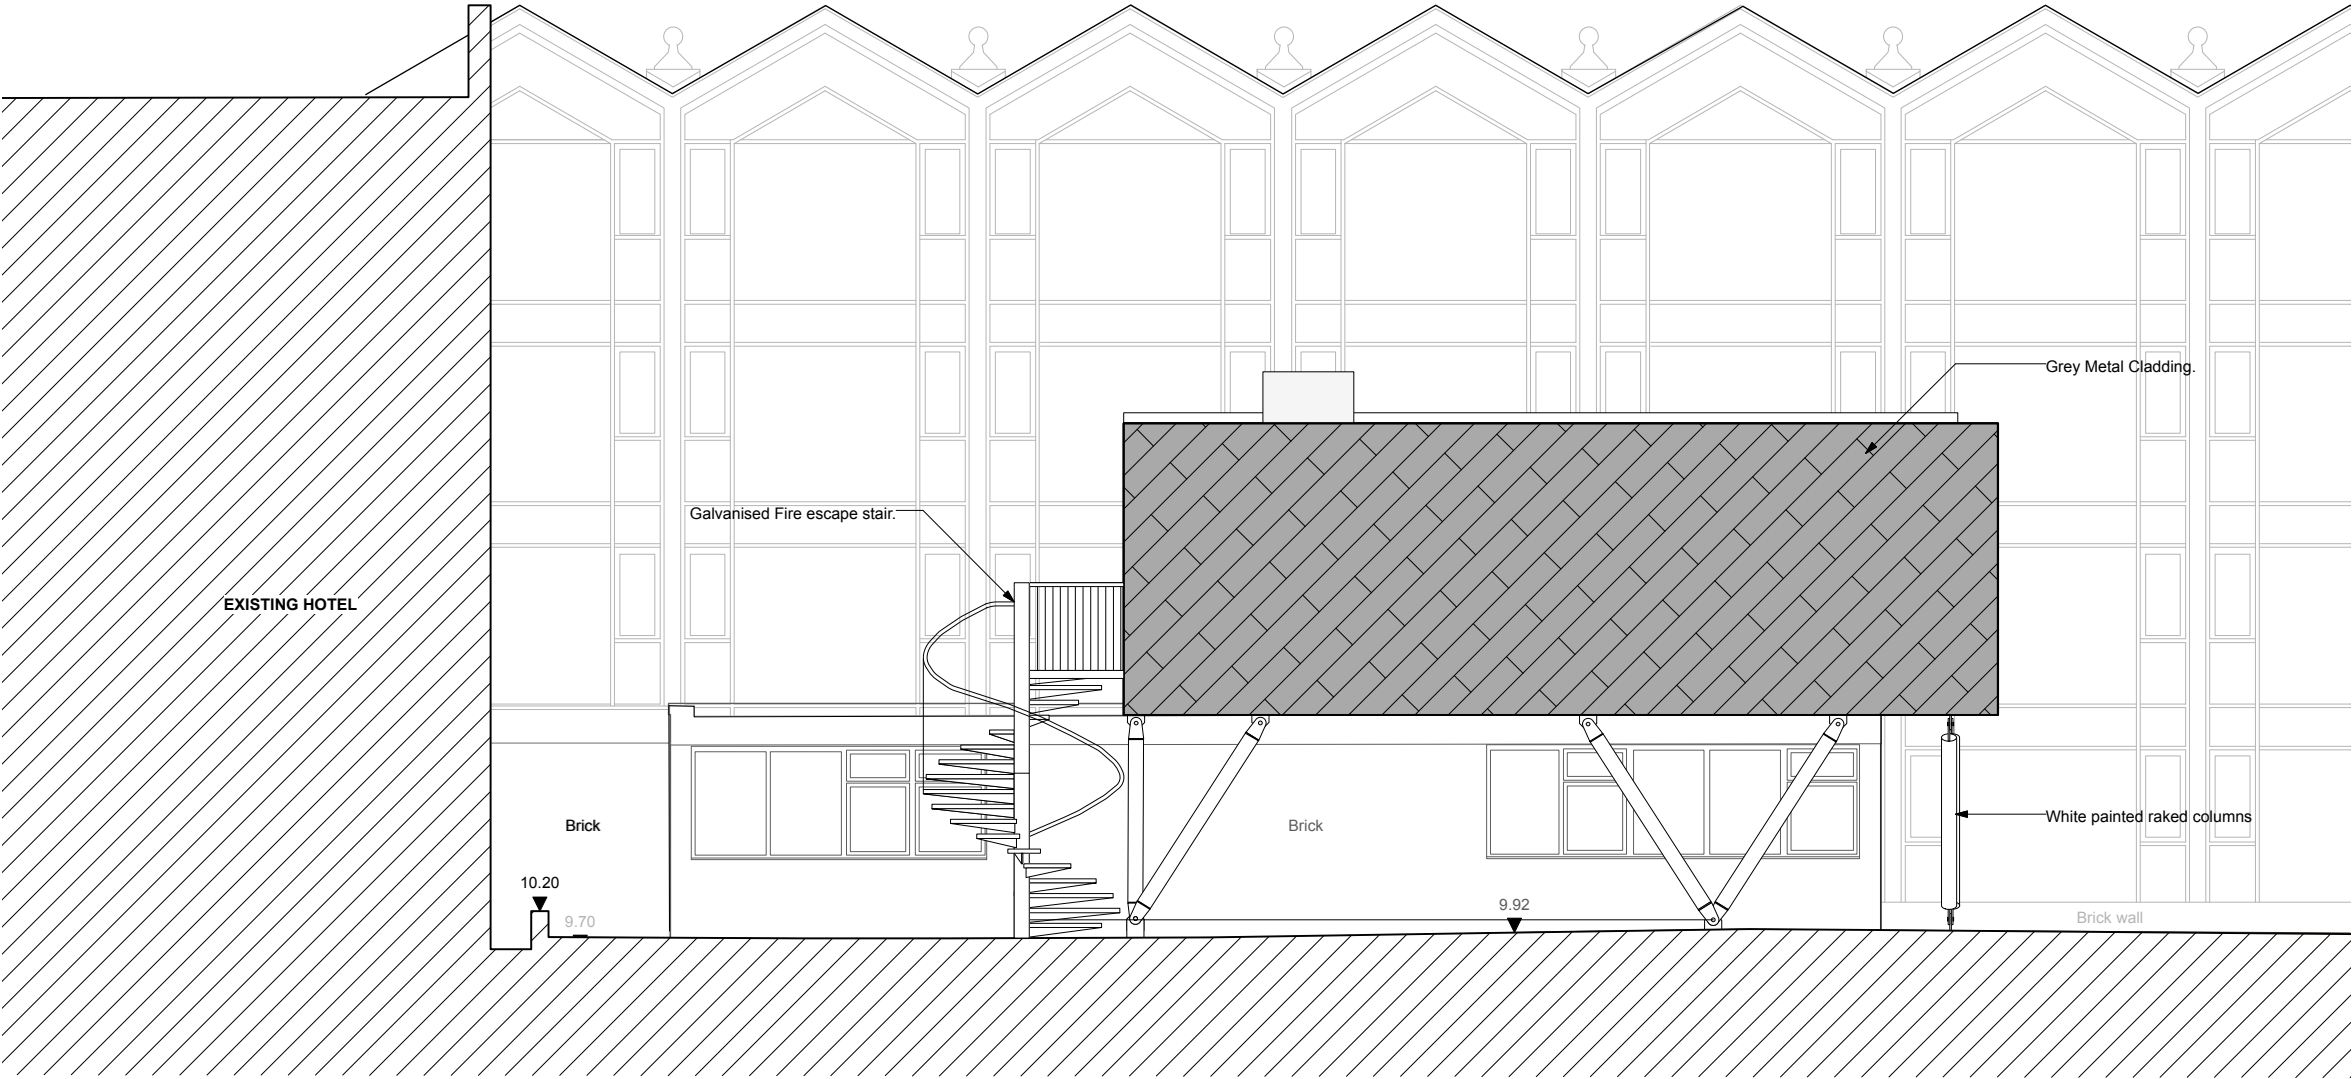 Grey Metal Cladding.
Galvanised Fire escape stair.
EXISTING HOTEL
White painted raked columns
Brick
Brick
10.20
9.70
9.92
Brick wall